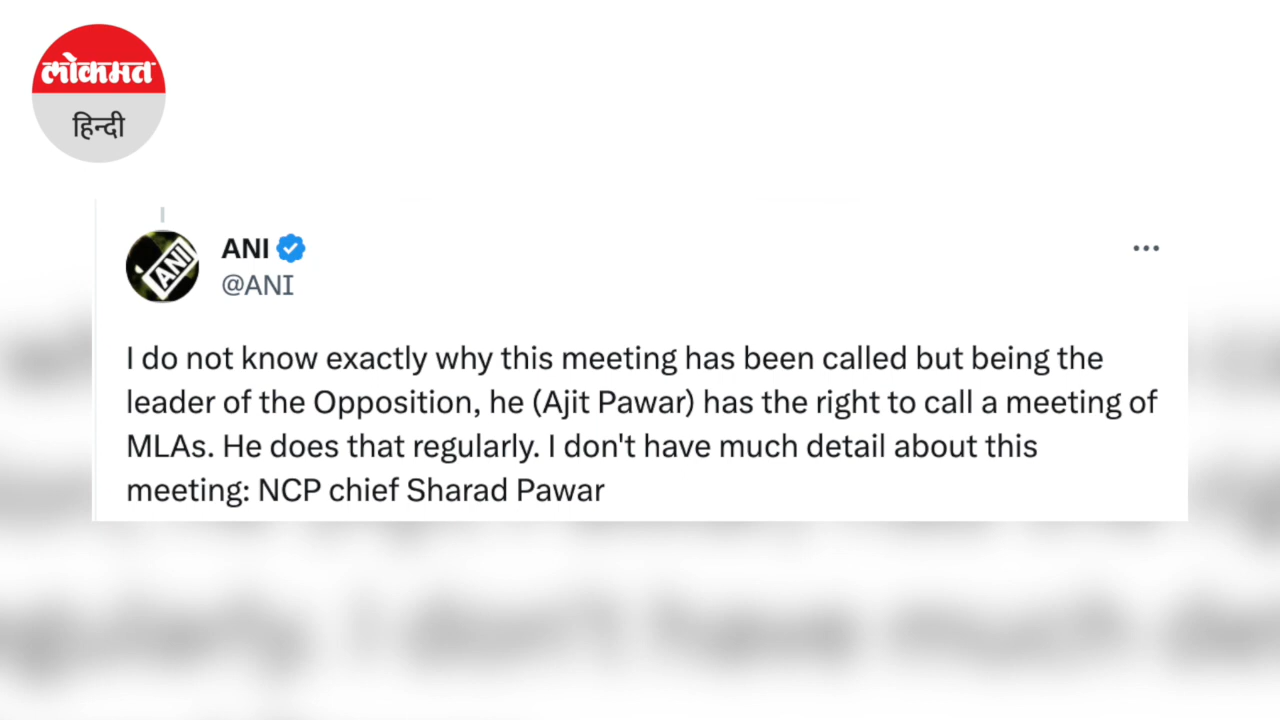 लोकमत
हिन्दी
ANI
ANI
@ANI
I do not know exactly why this meeting has been called but being the
leader of the Opposition, he (Ajit Pawar) has the right to call a meeting of
MLAs. He does that regularly. I don't have much detail about this
meeting: NCP chief Sharad Pawar